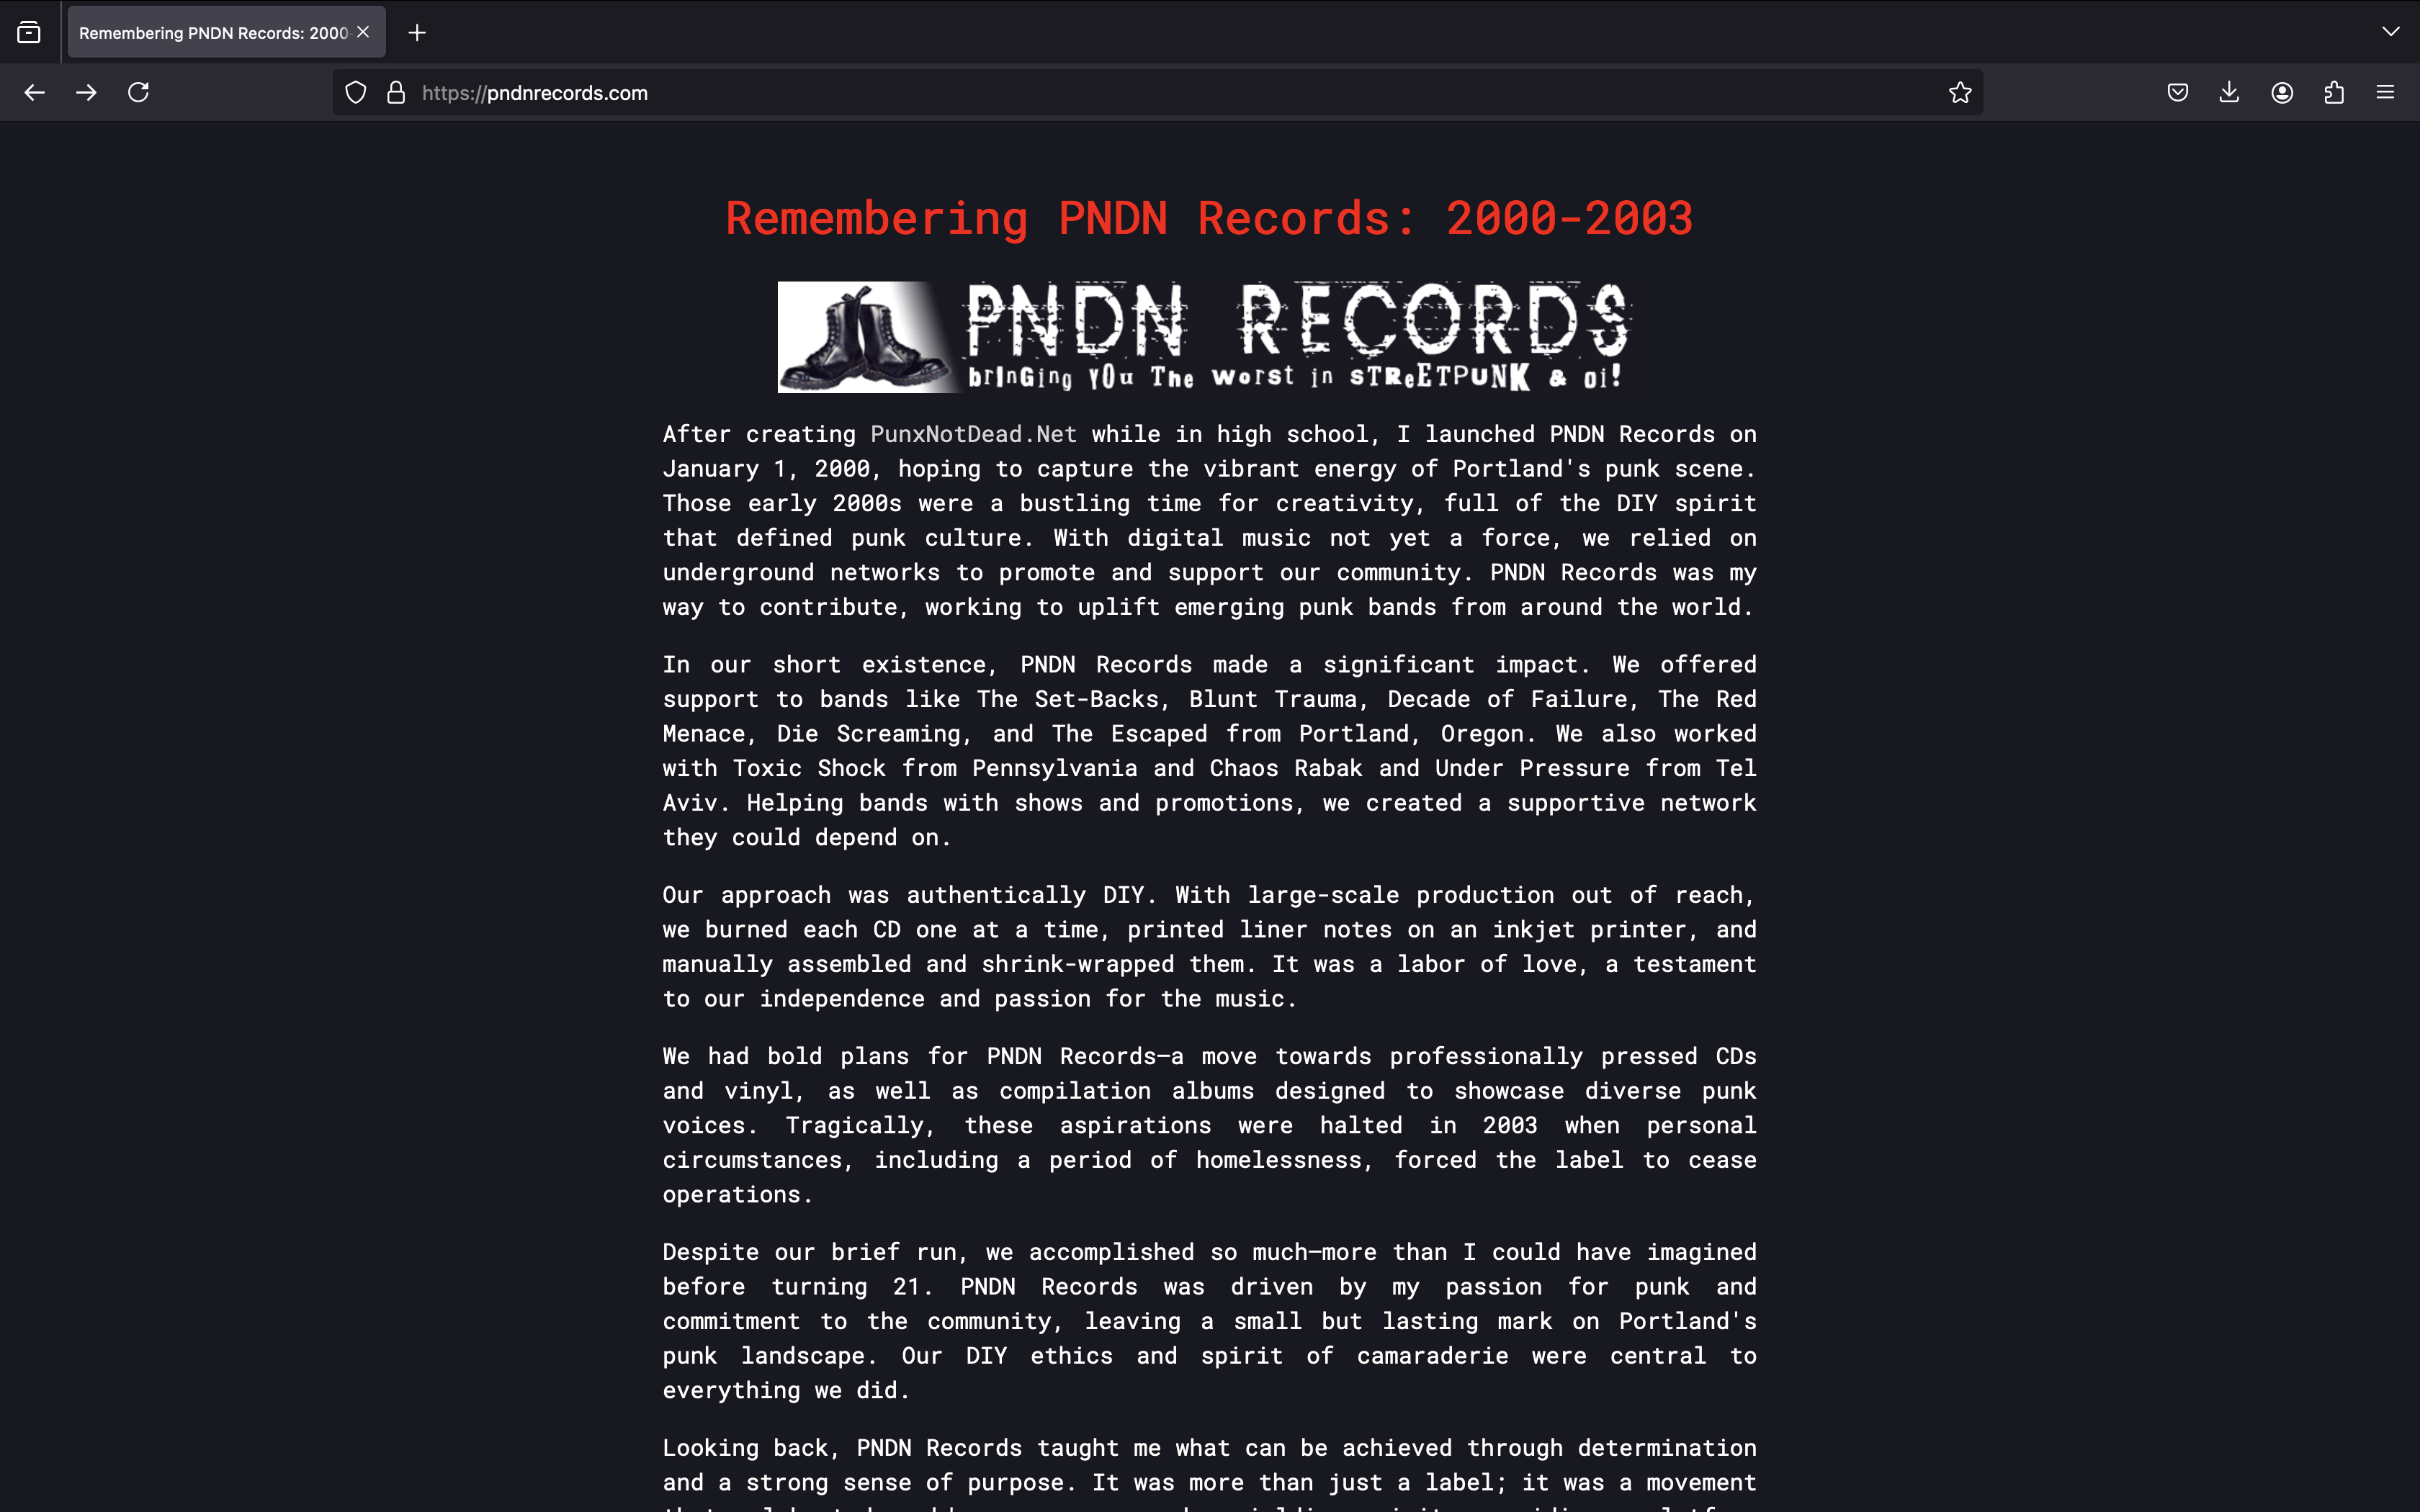 Remembering PNDN Records: 2000
https://pndnrecords.com
Remembering PNDN Records: 2000-2003
PNDN RECORDS
brInGing YOu The worst in sTReETPUNK & oi!
After creating PunxNotDead.Net while in high school, I launched PNDN Records on
January 1, 2000, hoping to capture the vibrant energy of Portland's punk scene.
Those early 2000s were a bustling time for creativity, full of the DIY spirit
that defined punk culture. With digital music not yet a force, we relied on
underground networks to promote and support our community. PNDN Records was my
way to contribute, working to uplift emerging punk bands from around the world.
In our short existence, PNDN Records made a significant impact. We offered
support to bands like The Set-Backs, Blunt Trauma, Decade of Failure, The Red
Menace, Die Screaming, and The Escaped from Portland, Oregon. We also worked
with Toxic Shock from Pennsylvania and Chaos Rabak and Under Pressure from Tel
Aviv. Helping bands with shows and promotions, we created a supportive network
they could depend on.
Our approach was authentically DIY. With large-scale production out of reach,
we burned each CD one at a time, printed liner notes on an inkjet printer, and
manually assembled and shrink-wrapped them. It was a labor of love, a testament
to our independence and passion for the music.
We had bold plans for PNDN Records—a move towards professionally pressed CDs
and vinyl, as well as compilation albums designed to showcase diverse punk
voices. Tragically, these aspirations were halted in 2003 when personal
circumstances, including a period of homelessness, forced the label to cease
operations.
Despite our brief run, we accomplished so much—more than I could have imagined
before turning 21. PNDN Records was driven by my passion for punk and
commitment to the community, leaving a small but lasting mark on Portland's
punk landscape. Our DIY ethics and spirit of camaraderie were central to
everything we did.
Looking back, PNDN Records taught me what can be achieved through determination
and a strong sense of purpose. It was more than just a label; it was a movement